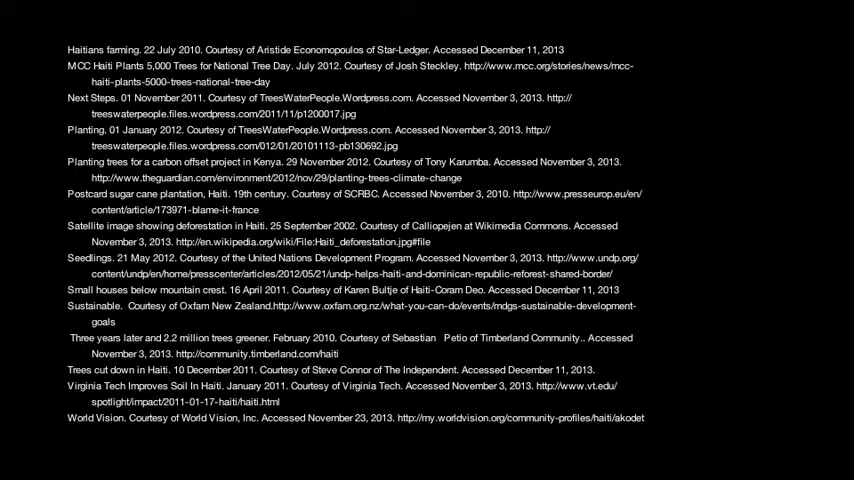 Haitians farming. 22 July 2010. Courtesy of Aristide Economopoulos of Star-Ledger. Accessed December 11, 2013
MCC Haiti Plants 5,000 Trees for National Tree Day. July 2012. Courtesy of Josh Steckley. http://www.mcc.org/stories/news/mcc-
haiti-plants-5000-trees-national-tree-day
Next Steps. 01 November 2011. Courtesy of TreesWaterPeople.Wordpress.com. Accessed November 3, 2013. http://
treeswaterpeople.files.wordpress.com/2011/11/p1200017.jpg
Planting. 01 January 2012. Courtesy of TreesWaterPeople.Wordpress.com. Accessed November 3, 2013. http://
treeswaterpeople.files.wordpress.com/012/01/20101113-pb130692.jpg
Planting trees for a carbon offset project in Kenya. 29 November 2012. Courtesy of Tony Karumba. Accessed November 3, 2013.
http://www.theguardian.com/environment/2012/nov/29/planting-trees-climate-change
Postcard sugar cane plantation, Haiti. 19th century. Courtesy of SCRBC. Accessed November 3, 2010. http://www.presseurop.eu/en/
content/article/173971-blame-it-france
Satellite image showing deforestation in Haiti. 25 September 2002. Courtesy of Calliopejen at Wikimedia Commons. Accessed
November 3, 2013. http://en.wikipedia.org/wiki/File:Haiti_deforestation.jpg#file
Seedlings. 21 May 2012. Courtesy of the United Nations Development Program. Accessed November 3, 2013. http://www.undp.org/
content/undp/en/home/presscenter/articles/2012/05/21/undp-helps-haiti-and-dominican-republic-reforest-shared-border/
Small houses below mountain crest. 16 April 2011. Courtesy of Karen Bultje of Haiti-Coram Deo. Accessed December 11, 2013
Sustainable.  Courtesy of Oxfam New Zealand.http://www.oxfam.org.nz/what-you-can-do/events/mdgs-sustainable-development-
goals
Three years later and 2.2 million trees greener. February 2010. Courtesy of Sebastian   Petio of Timberland Community.. Accessed
November 3, 2013. http://community.timberland.com/haiti
Trees cut down in Haiti. 10 December 2011. Courtesy of Steve Connor of The Independent. Accessed December 11, 2013.
Virginia Tech Improves Soil In Haiti. January 2011. Courtesy of Virginia Tech. Accessed November 3, 2013. http://www.vt.edu/
spotlight/impact/2011-01-17-haiti/haiti.html
World Vision. Courtesy of World Vision, Inc. Accessed November 23, 2013. http://my.worldvision.org/community-profiles/haiti/akodet